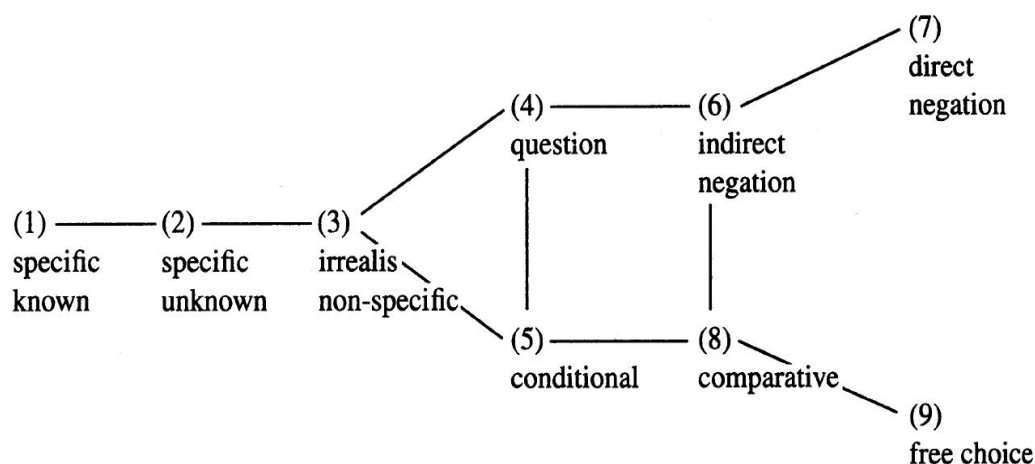 (1)
specific
known
(2)
specific
unknown
(3)
irrealis
non-specific
(4)
question
(5)
conditional
(6)
indirect
negation
(7)
direct
negation
(8)
comparative
(9)
free choice